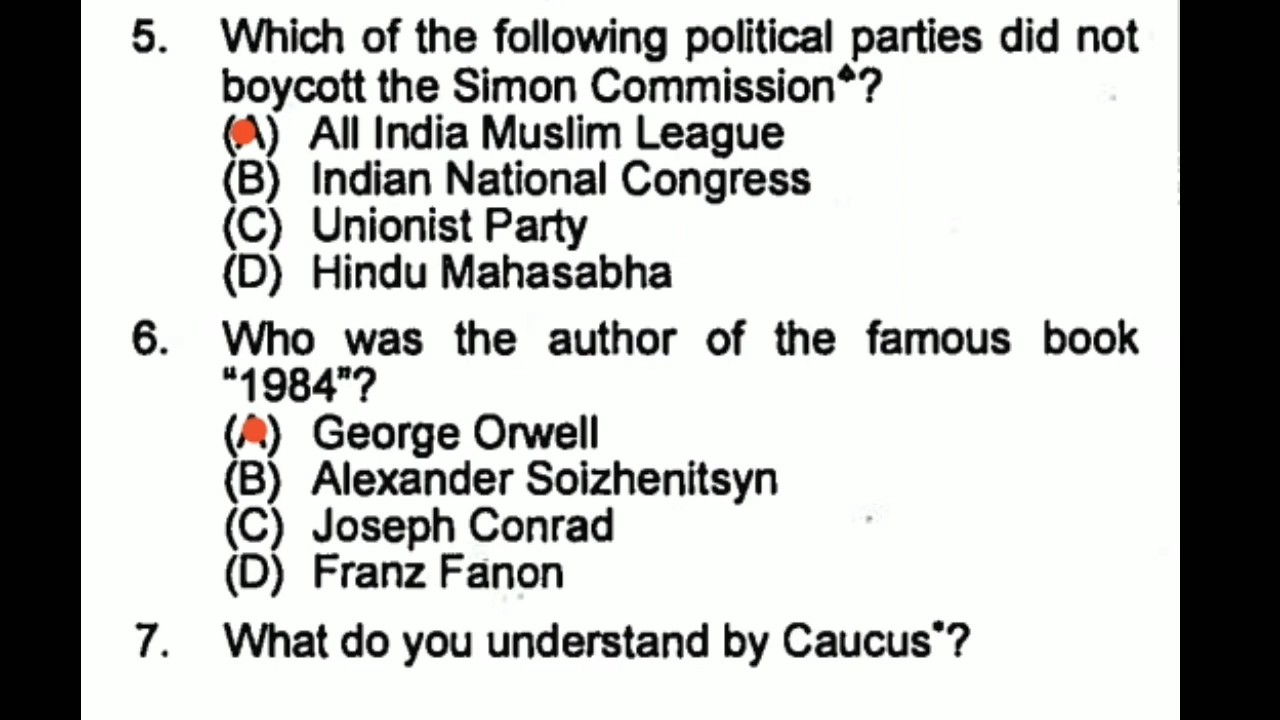 5. Which of the following political parties did not
boycott the Simon Commission♠?
(A) All India Muslim League
(B) Indian National Congress
(C) Unionist Party
(D) Hindu Mahasabha
6. Who was the author of the famous book
"1984"?
(A) George Orwell
(B) Alexander Soizhenitsyn
(C) Joseph Conrad
(D) Franz Fanon
7. What do you understand by Caucus*?